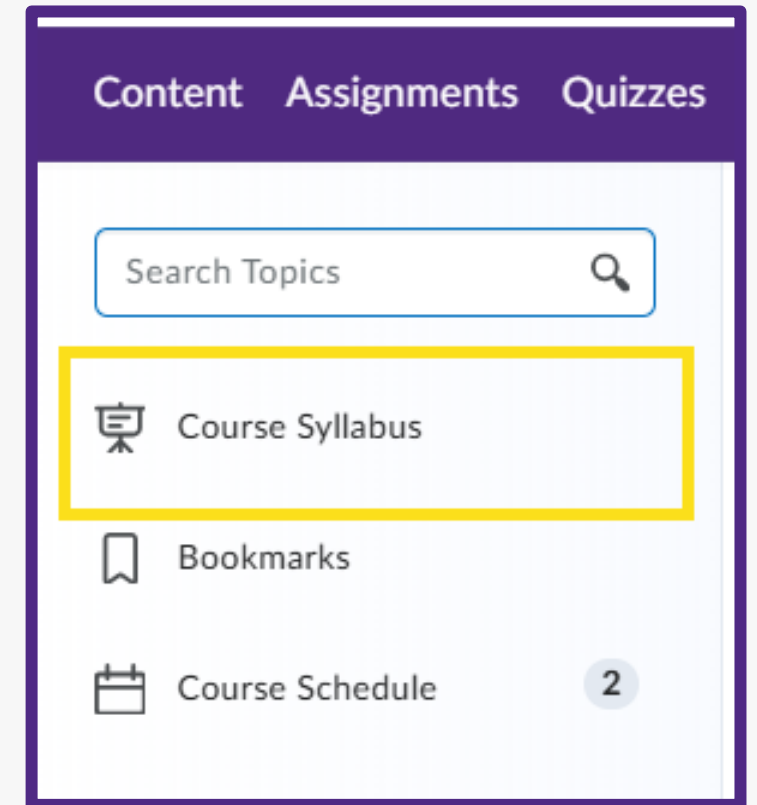 Content Assignments Quizzes
Search Topics
Course Syllabus
Bookmarks
Course Schedule 2